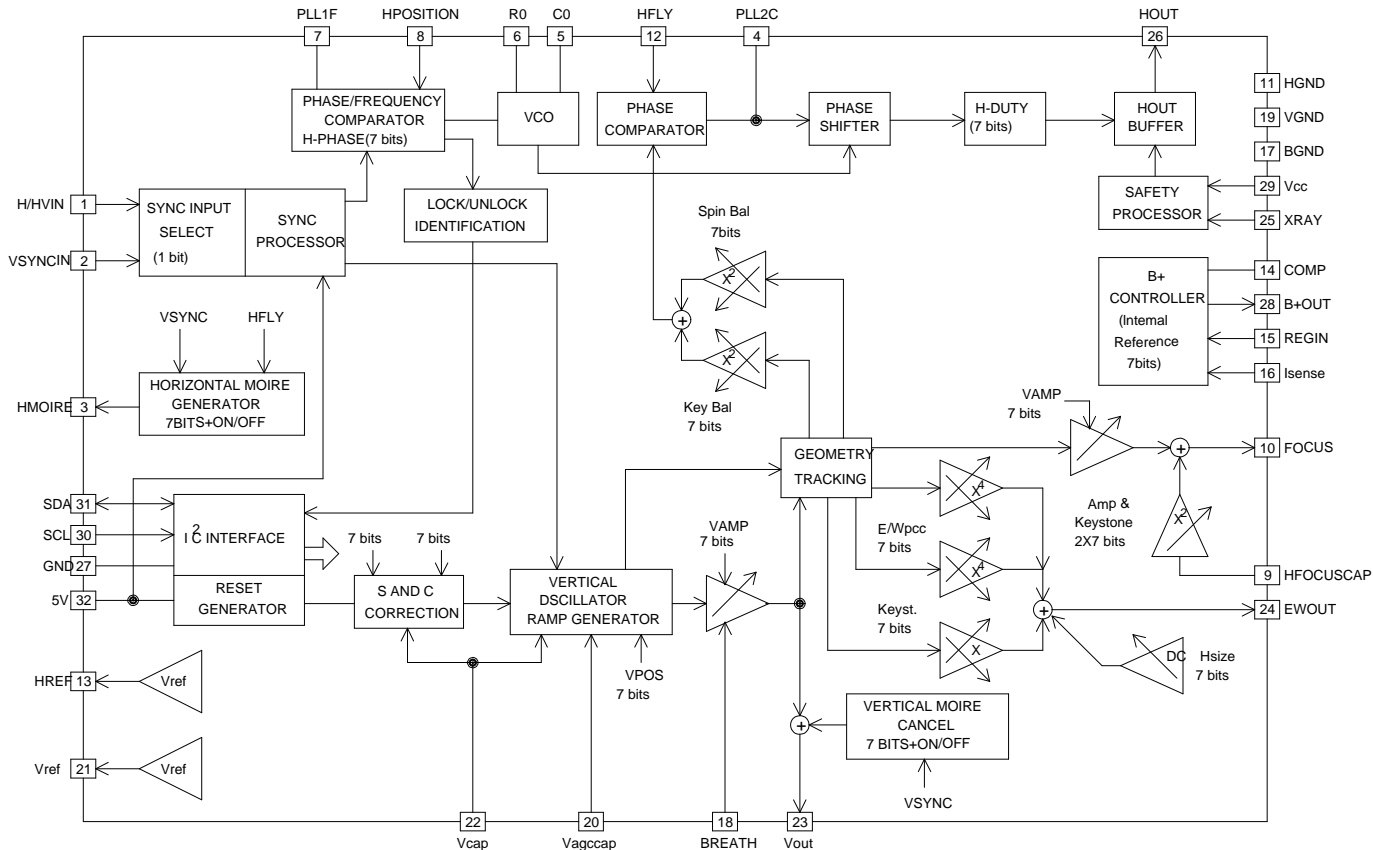 PLL1F HPOSITION R0 C0 HFLY PLL2C HOUT
7 8 6 5 12 4 26
11 HGND
19 VGND
17 BGND
29 Vcc
25 XRAY
14 COMP
28 B+OUT
15 REGIN
16 Isense
10 FOCUS
9 HFOCUSCAP
24 EWOUT
PHASE/FREQUENCY
COMPARATOR
H-PHASE(7 bits)
VCO
PHASE
COMPARATOR
PHASE
SHIFTER
H-DUTY
(7 bits)
HOUT
BUFFER
H/HVIN 1
VSYNCIN 2
SYNC INPUT
SELECT
(1 bit)
SYNC
PROCESSOR
LOCK/UNLOCK
IDENTIFICATION
SAFETY
PROCESSOR
Spin Bal
7bits
X2
X2
+
Key Bal
7 bits
B+
CONTROLLER
(Intemal
Reference
7bits)
VSYNC HFLY
HMOIRE 3
HORIZONTAL MOIRE
GENERATOR
7BITS+ON/OFF
VAMP
7 bits
+
GEOMETRY
TRACKING
X4
E/Wpcc
7 bits
X4
Keyst.
7 bits
X
Amp &
Keystone
2X7 bits
X2
+
DC Hsize
7 bits
SDA 31
SCL 30
GND 27
5V 32
I2C INTERFACE
RESET
GENERATOR
7 bits 7 bits
S AND C
CORRECTION
VERTICAL
DSCILLATOR
RAMP GENERATOR
VAMP
7 bits
VPOS
7 bits
HREF 13
Vref
Vref 21
Vref
+
VERTICAL MOIRE
CANCEL
7 BITS+ON/OFF
VSYNC
22 20 18 23
Vcap Vagccap BREATH Vout